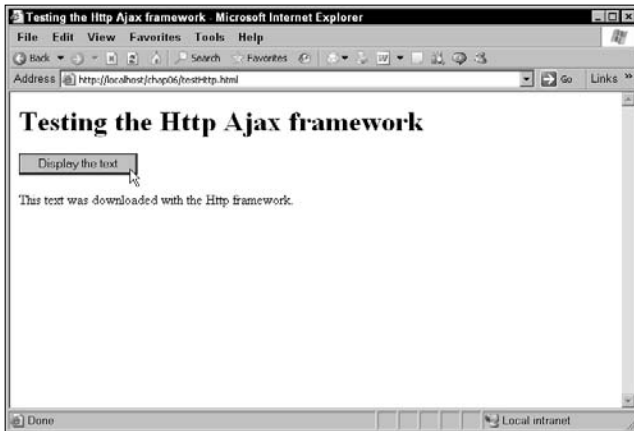 Testing the Http Ajax framework - Microsoft Internet Explorer
File Edit View Favorites Tools Help
Back Search Favorites
Address http://localhost/chap06/testHttp.html Go Links »
Testing the Http Ajax framework
Display the text
This text was downloaded with the Http framework.
Done Local intranet